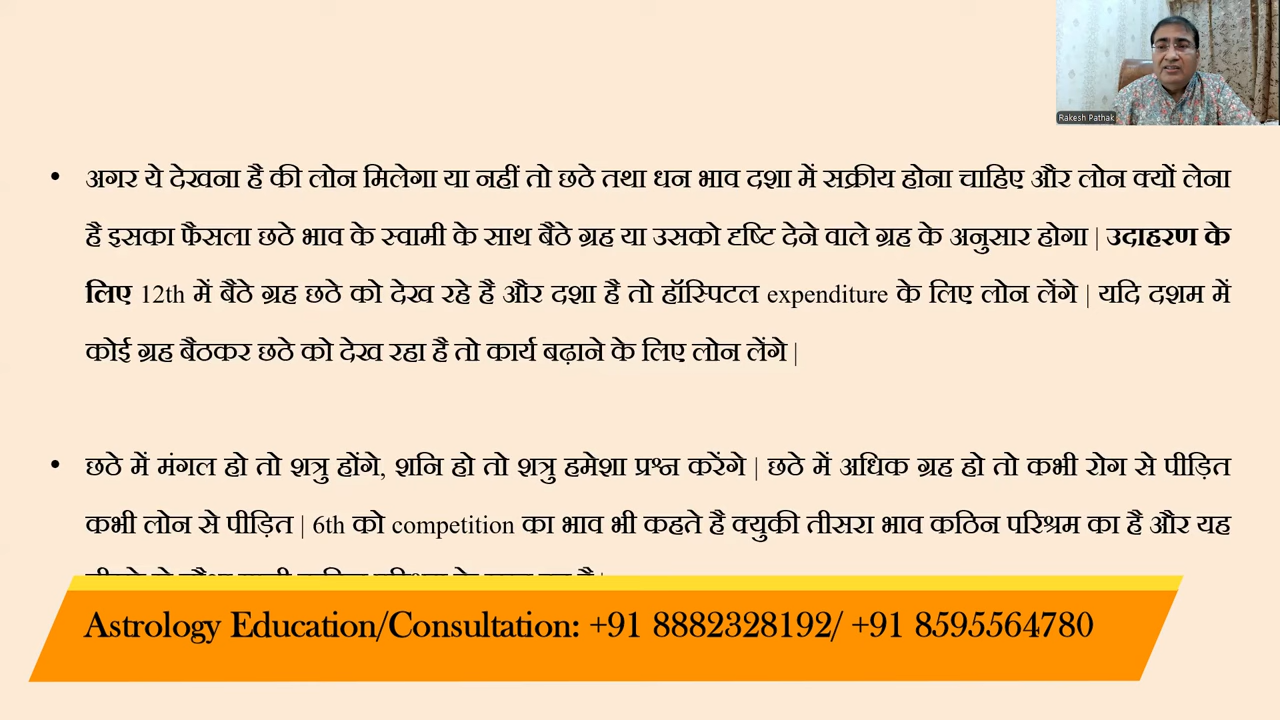 Rakesh Pathak
• अगर ये देखना है की लोन मिलेगा या नहीं तो छठे तथा धन भाव दशा में सक्रीय होना चाहिए और लोन क्यों लेना
है इसका फैसला छठे भाव के स्वामी के साथ बैठे ग्रह या उसको दृष्टि देने वाले ग्रह के अनुसार होगा | उदाहरण के
लिए 12th में बैठे ग्रह छठे को देख रहे है और दशा है तो हॉस्पिटल expenditure के लिए लोन लेंगे | यदि दशम में
कोई ग्रह बैठकर छठे को देख रहा है तो कार्य बढ़ाने के लिए लोन लेंगे |
• छठे में मंगल हो तो शत्रु होंगे, शनि हो तो शत्रु हमेशा प्रश्न करेंगे | छठे में अधिक ग्रह हो तो कभी रोग से पीड़ित
कभी लोन से पीड़ित | 6th को competition का भाव भी कहते है क्युकी तीसरा भाव कठिन परिश्रम का है और यह
Astrology Education/Consultation: +91 8882328192/ +91 8595564780